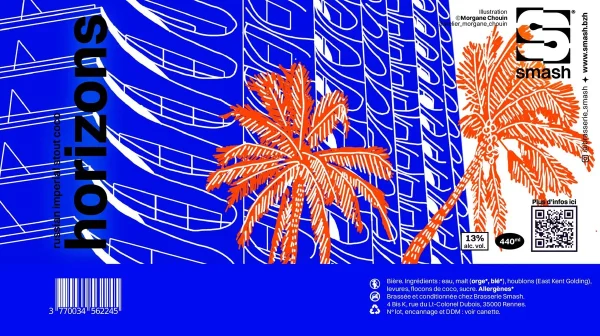 horizons
russian imperial stout coco
Illustration
©Morgane Chouin
atelier_morgane_chouin
S
smash
®
brasserie_smash ✦ www.smash.bzh
Plus d'infos ici
13%
alc. vol.
440ml
Bière. Ingrédients : eau, malt (orge*, blé*), houblons (East Kent Golding),
levures, flocons de coco, sucre. Allergènes*
Brassée et conditionnée chez Brasserie Smash.
4 Bis K, rue du Lt-Colonel Dubois, 35000 Rennes.
N° lot, encannage et DDM : voir canette.
3 770034 562245